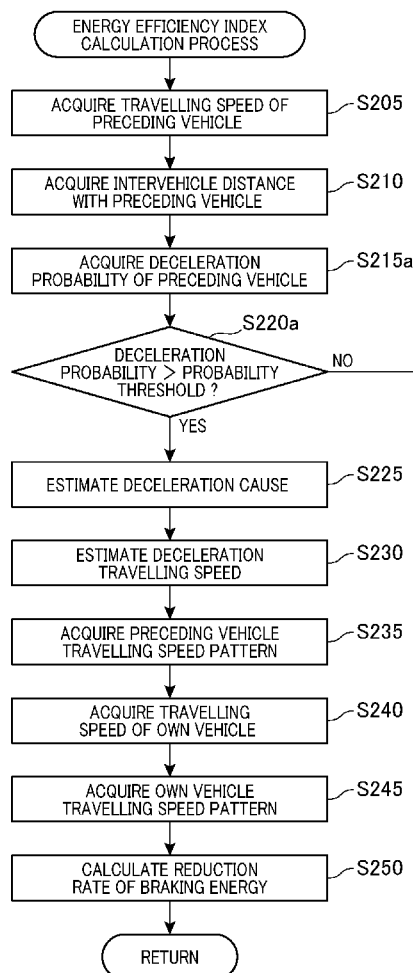 ENERGY EFFICIENCY INDEX
CALCULATION PROCESS
ACQUIRE TRAVELLING SPEED OF
PRECEDING VEHICLE
S205
ACQUIRE INTERVEHICLE DISTANCE
WITH PRECEDING VEHICLE
S210
ACQUIRE DECELERATION
PROBABILITY OF PRECEDING VEHICLE
S215a
S220a
DECELERATION
PROBABILITY > PROBABILITY
THRESHOLD ?
NO
YES
ESTIMATE DECELERATION CAUSE
S225
ESTIMATE DECELERATION
TRAVELLING SPEED
S230
ACQUIRE PRECEDING VEHICLE
TRAVELLING SPEED PATTERN
S235
ACQUIRE TRAVELLING
SPEED OF OWN VEHICLE
S240
ACQUIRE OWN VEHICLE
TRAVELLING SPEED PATTERN
S245
CALCULATE REDUCTION
RATE OF BRAKING ENERGY
S250
RETURN